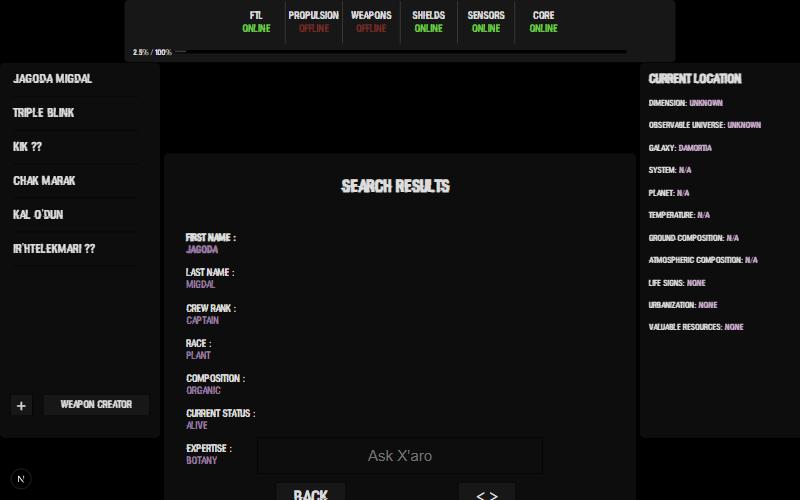 FTL PROPULSION WEAPONS SHIELDS SENSORS CORE
ONLINE OFFLINE OFFLINE ONLINE ONLINE ONLINE
2.5% / 100%
JAGODA MIGDAL
TRIPLE BLINK
KIK ??
CHAK MARAK
KAL O'DUN
IR'HTELEKMARI ??
+ WEAPON CREATOR
N
SEARCH RESULTS
FIRST NAME :
JAGODA
LAST NAME :
MIGDAL
CREW RANK :
CAPTAIN
RACE :
PLANT
COMPOSITION :
ORGANIC
CURRENT STATUS :
ALIVE
EXPERTISE :
BOTANY
Ask X'aro
BACK < >
CURRENT LOCATION
DIMENSION: UNKNOWN
OBSERVABLE UNIVERSE: UNKNOWN
GALAXY: DAMORTIA
SYSTEM: N/A
PLANET: N/A
TEMPERATURE: N/A
GROUND COMPOSITION: N/A
ATMOSPHERIC COMPOSITION: N/A
LIFE SIGNS: NONE
URBANIZATION: NONE
VALUABLE RESOURCES: NONE